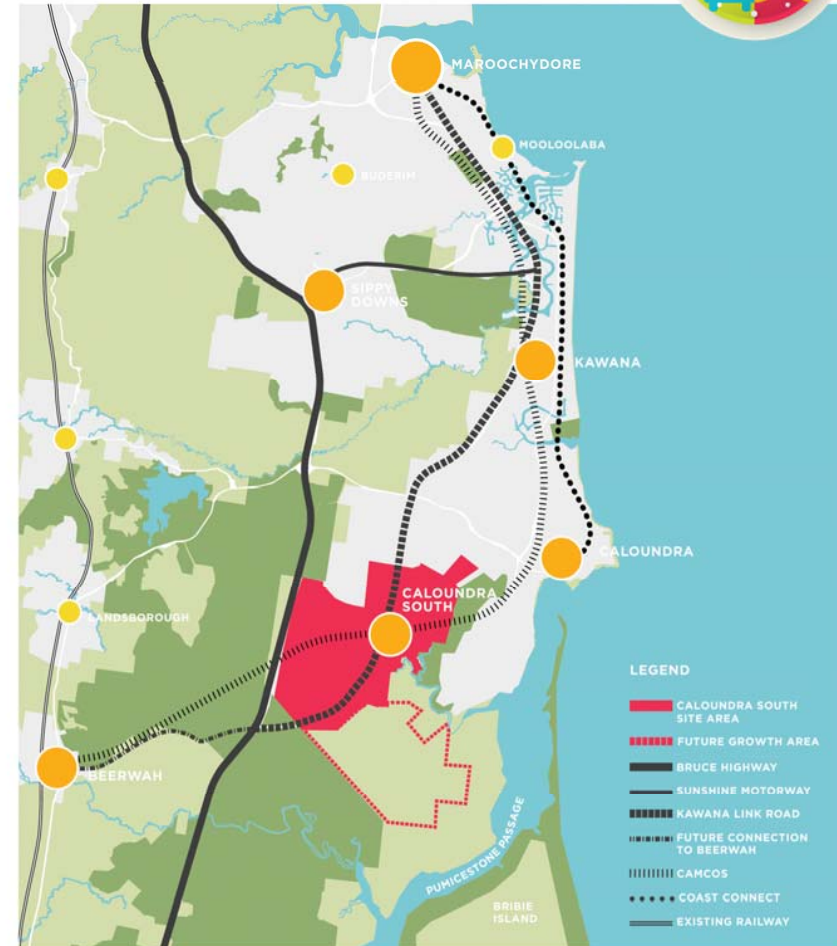 MAROOCHYDORE
MOOLOOLABA
BUDERIM
SIPPY
DOWNS
KAWANA
CALOUNDRA
CALOUNDRA
SOUTH
LANDSBOROUGH
BEERWAH
PUMICESTONE PASSAGE
BRIBIE
ISLAND
LEGEND
CALOUNDRA SOUTH
SITE AREA
FUTURE GROWTH AREA
BRUCE HIGHWAY
SUNSHINE MOTORWAY
KAWANA LINK ROAD
FUTURE CONNECTION
TO BEERWAH
CAMCOS
COAST CONNECT
EXISTING RAILWAY